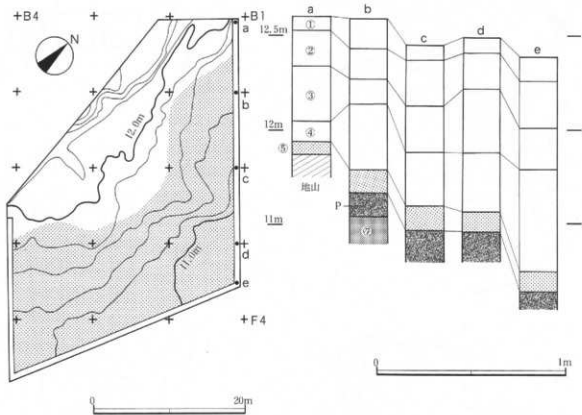 B4
B1
N
a
b
c
d
e
F4
12.0m
11.0m
0
20m
a
b
c
d
e
12.5m
12m
11m
①
②
③
④
⑤
地山
P
⑦
0
1m